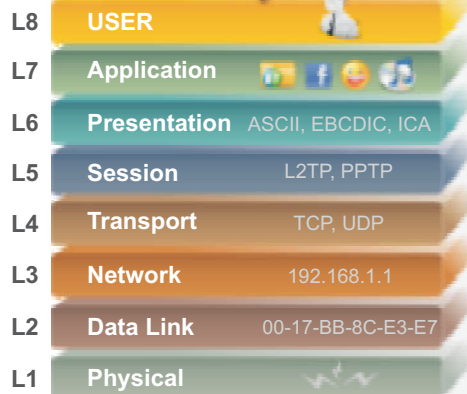 L8 USER
L7 Application
L6 Presentation ASCII, EBCDIC, ICA
L5 Session L2TP, PPTP
L4 Transport TCP, UDP
L3 Network 192.168.1.1
L2 Data Link 00-17-BB-8C-E3-E7
L1 Physical